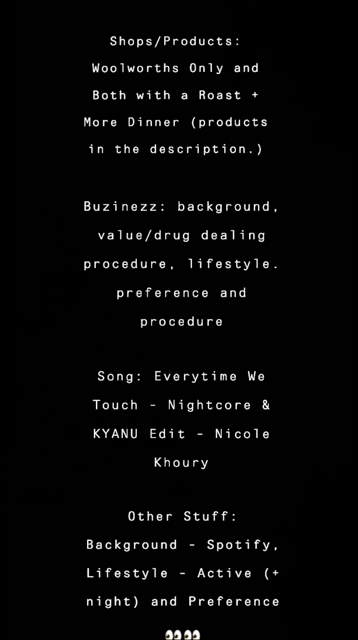 Shops/Products:
Woolworths Only and
Both with a Roast +
More Dinner (products
in the description.)
Buzinezz: background,
value/drug dealing
procedure, lifestyle.
preference and
procedure
Song: Everytime We
Touch - Nightcore &
KYANU Edit - Nicole
Khoury
Other Stuff:
Background - Spotify,
Lifestyle - Active (+
night) and Preference
👀👀